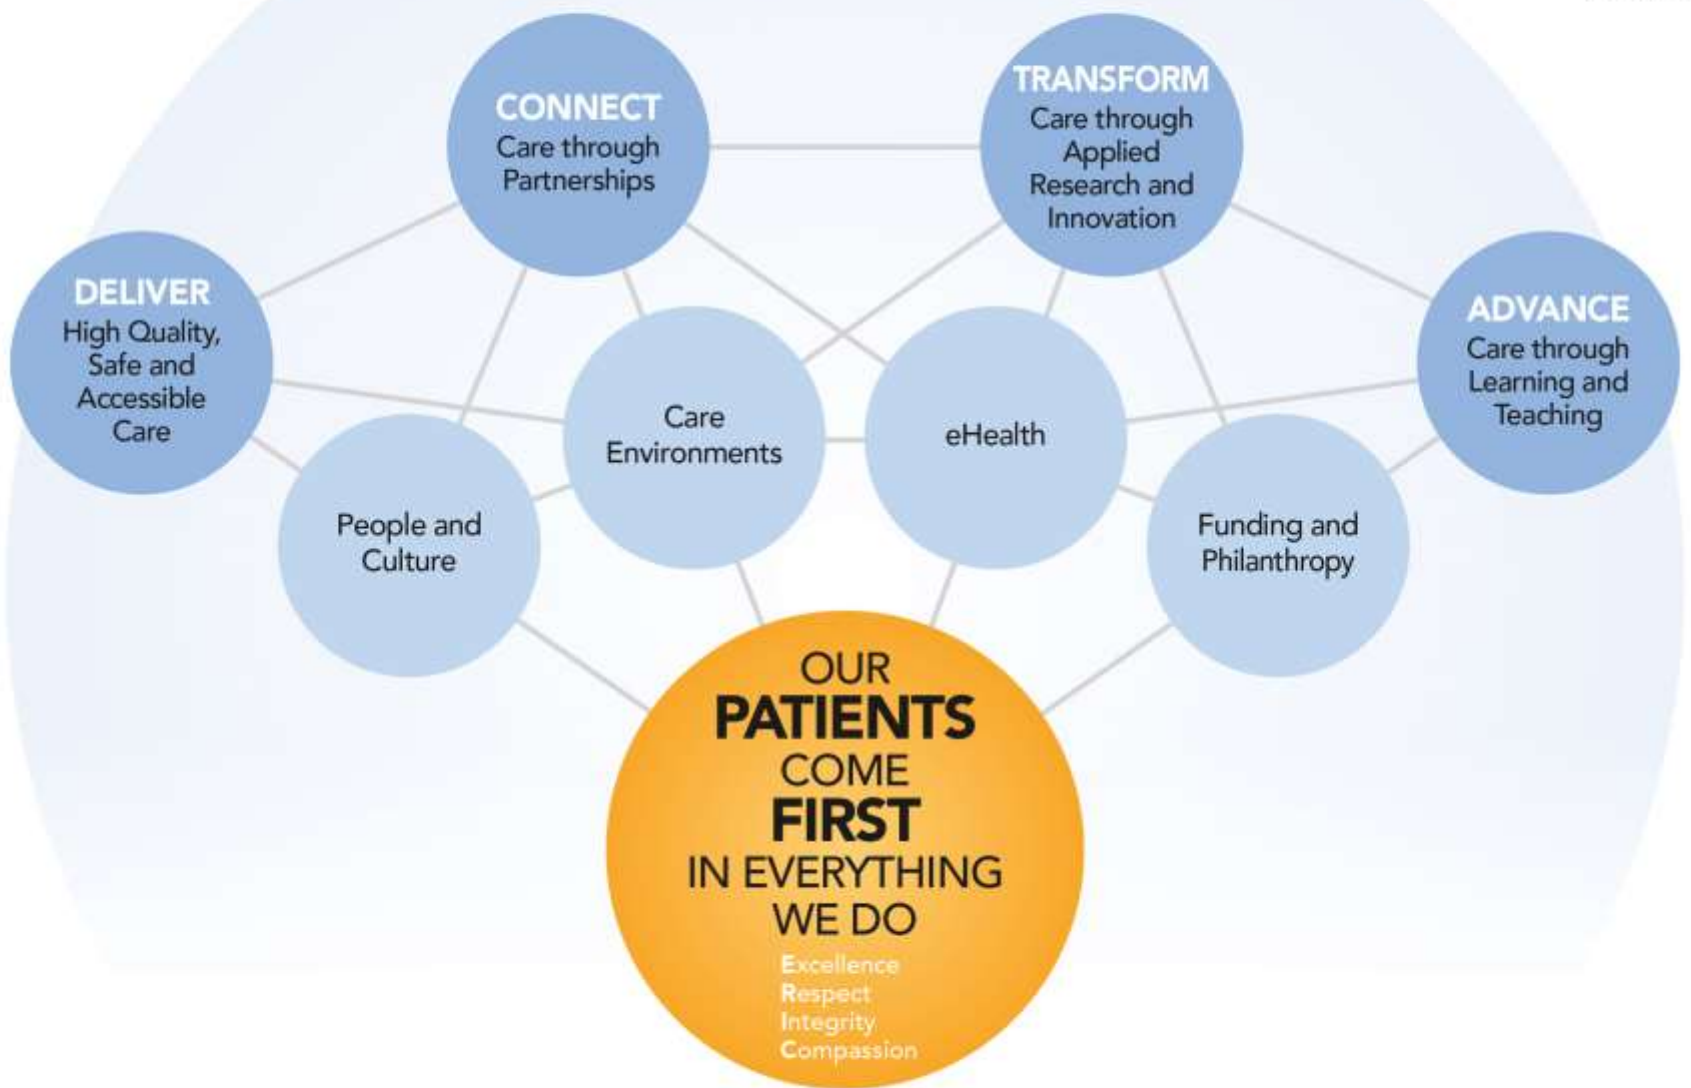 CONNECT
Care through
Partnerships
TRANSFORM
Care through
Applied
Research and
Innovation
DELIVER
High Quality,
Safe and
Accessible
Care
ADVANCE
Care through
Learning and
Teaching
Care
Environments
eHealth
People and
Culture
Funding and
Philanthropy
OUR
PATIENTS
COME
FIRST
IN EVERYTHING
WE DO
Excellence
Respect
Integrity
Compassion